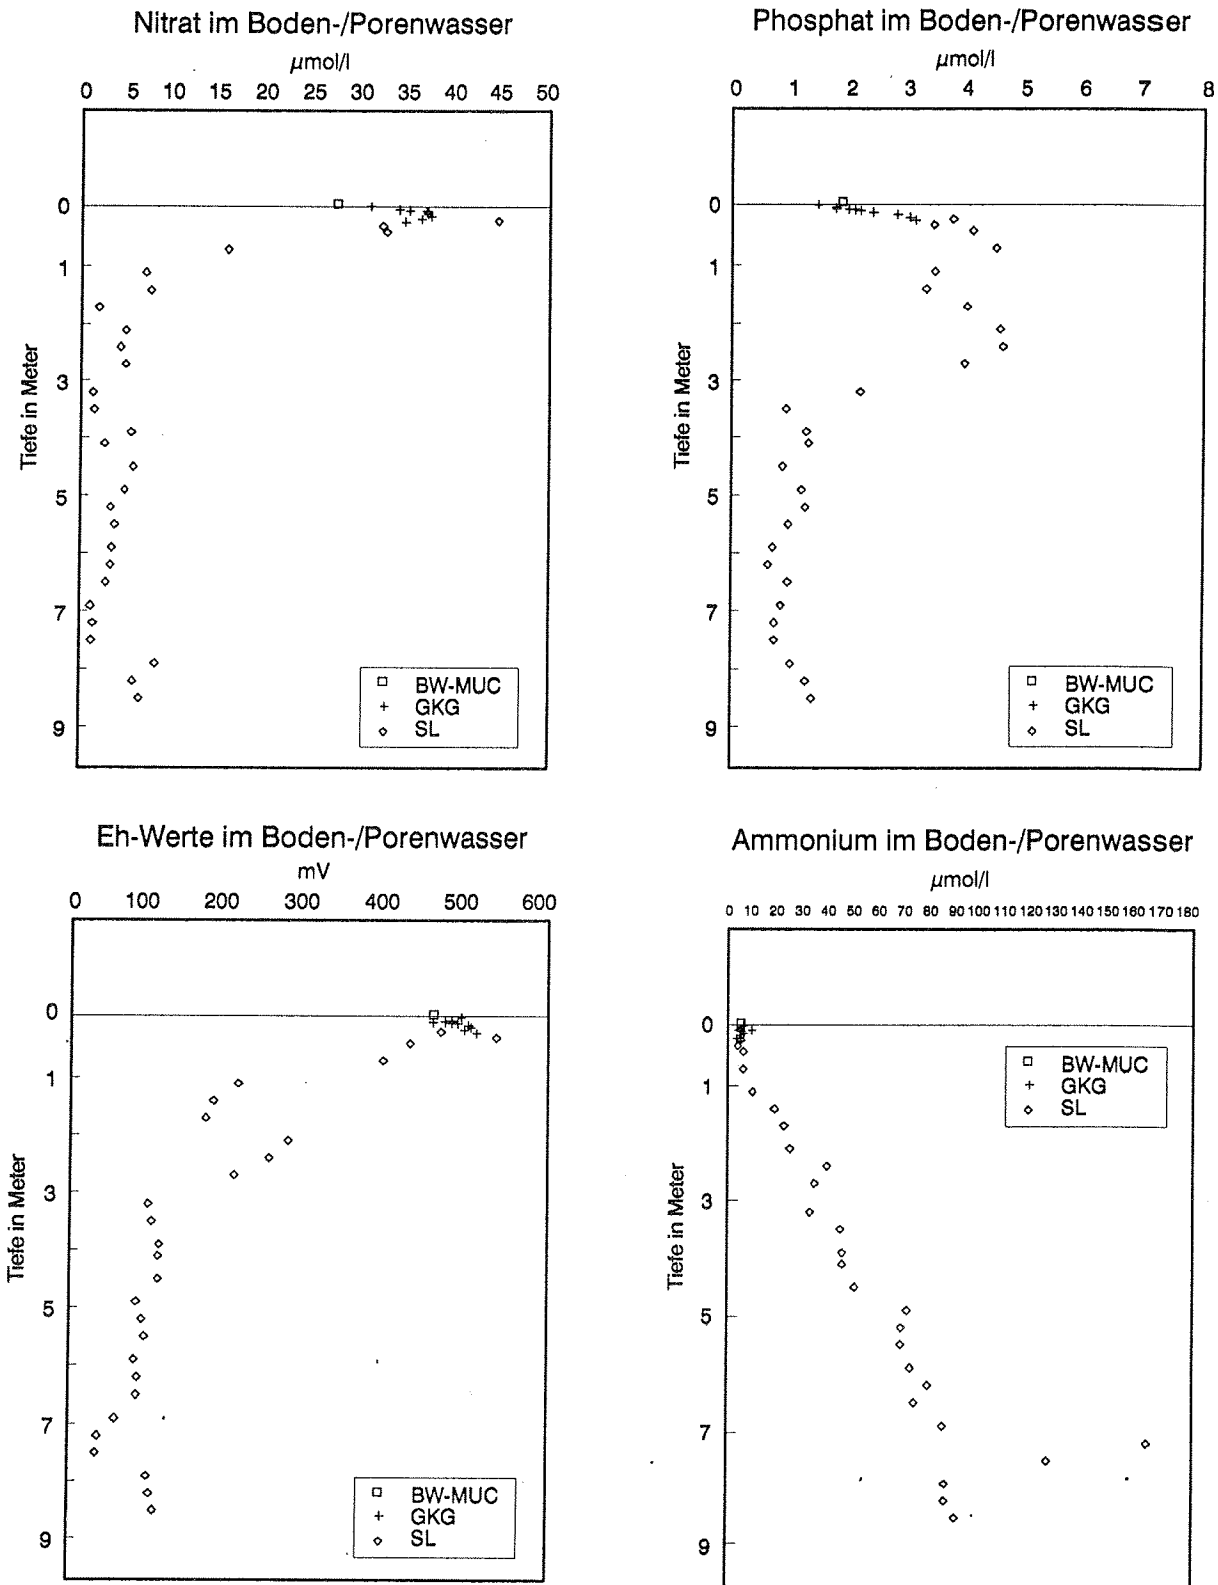 Nitrat im Boden-/Porenwasser
µmol/l
0 5 10 15 20 25 30 35 40 45 50
0
1
3
5
7
9
Tiefe in Meter
BW-MUC
GKG
SL
Phosphat im Boden-/Porenwasser
µmol/l
0 1 2 3 4 5 6 7 8
0
1
3
5
7
9
Tiefe in Meter
BW-MUC
GKG
SL
Eh-Werte im Boden-/Porenwasser
mV
0 100 200 300 400 500 600
0
1
3
5
7
9
Tiefe in Meter
BW-MUC
GKG
SL
Ammonium im Boden-/Porenwasser
µmol/l
0 10 20 30 40 50 60 70 80 90 100 110 120 130 140 150 160 170 180
0
1
3
5
7
9
Tiefe in Meter
BW-MUC
GKG
SL